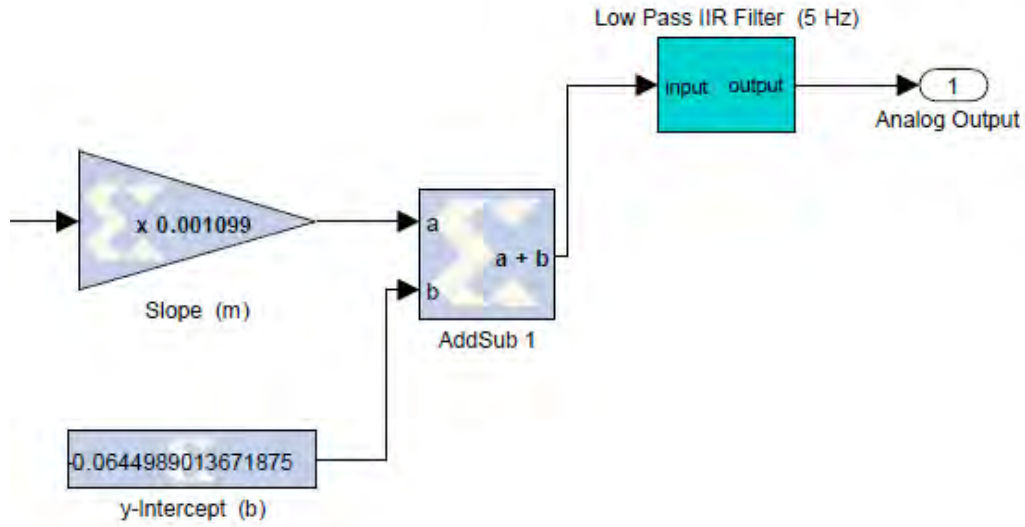 Low Pass IIR Filter (5 Hz)
input output
1
Analog Output
x 0.001099
Slope (m)
a
a + b
b
AddSub 1
-0.0644989013671875
y-Intercept (b)